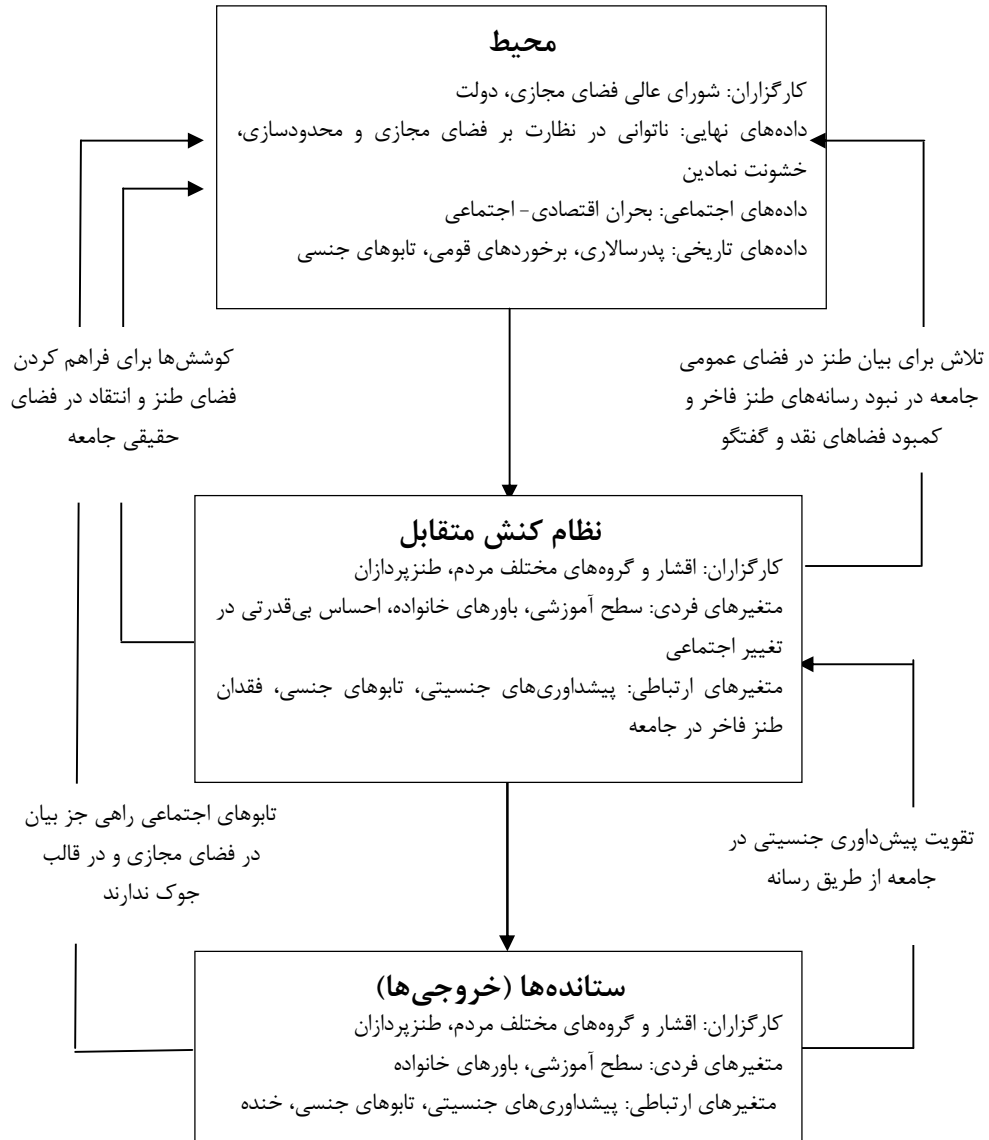 محیط
کارگزاران: شورای عالی فضای مجازی، دولت
داده‌های نهایی: ناتوانی در نظارت بر فضای مجازی و محدودسازی،
خشونت نمادین
داده‌های اجتماعی: بحران اقتصادی- اجتماعی
داده‌های تاریخی: پدرسالاری، برخوردهای قومی، تابوهای جنسی
تلاش برای بیان طنز در فضای عمومی
جامعه در نبود رسانه‌های طنز فاخر و
کمبود فضاهای نقد و گفتگو
کوشش‌ها برای فراهم کردن
فضای طنز و انتقاد در فضای
حقیقی جامعه
نظام کنش متقابل
کارگزاران: اقشار و گروه‌های مختلف مردم، طنزپردازان
متغیرهای فردی: سطح آموزشی، باورهای خانواده، احساس بی‌قدرتی در
تغییر اجتماعی
متغیرهای ارتباطی: پیشداوری‌های جنسیتی، تابوهای جنسی، فقدان
طنز فاخر در جامعه
تقویت پیش‌داوری جنسیتی در
جامعه از طریق رسانه
تابوهای اجتماعی راهی جز بیان
در فضای مجازی و در قالب
جوک ندارند
ستانده‌ها (خروجی‌ها)
کارگزاران: اقشار و گروه‌های مختلف مردم، طنزپردازان
متغیرهای فردی: سطح آموزشی، باورهای خانواده
متغیرهای ارتباطی: پیشداوری‌های جنسیتی، تابوهای جنسی، خنده